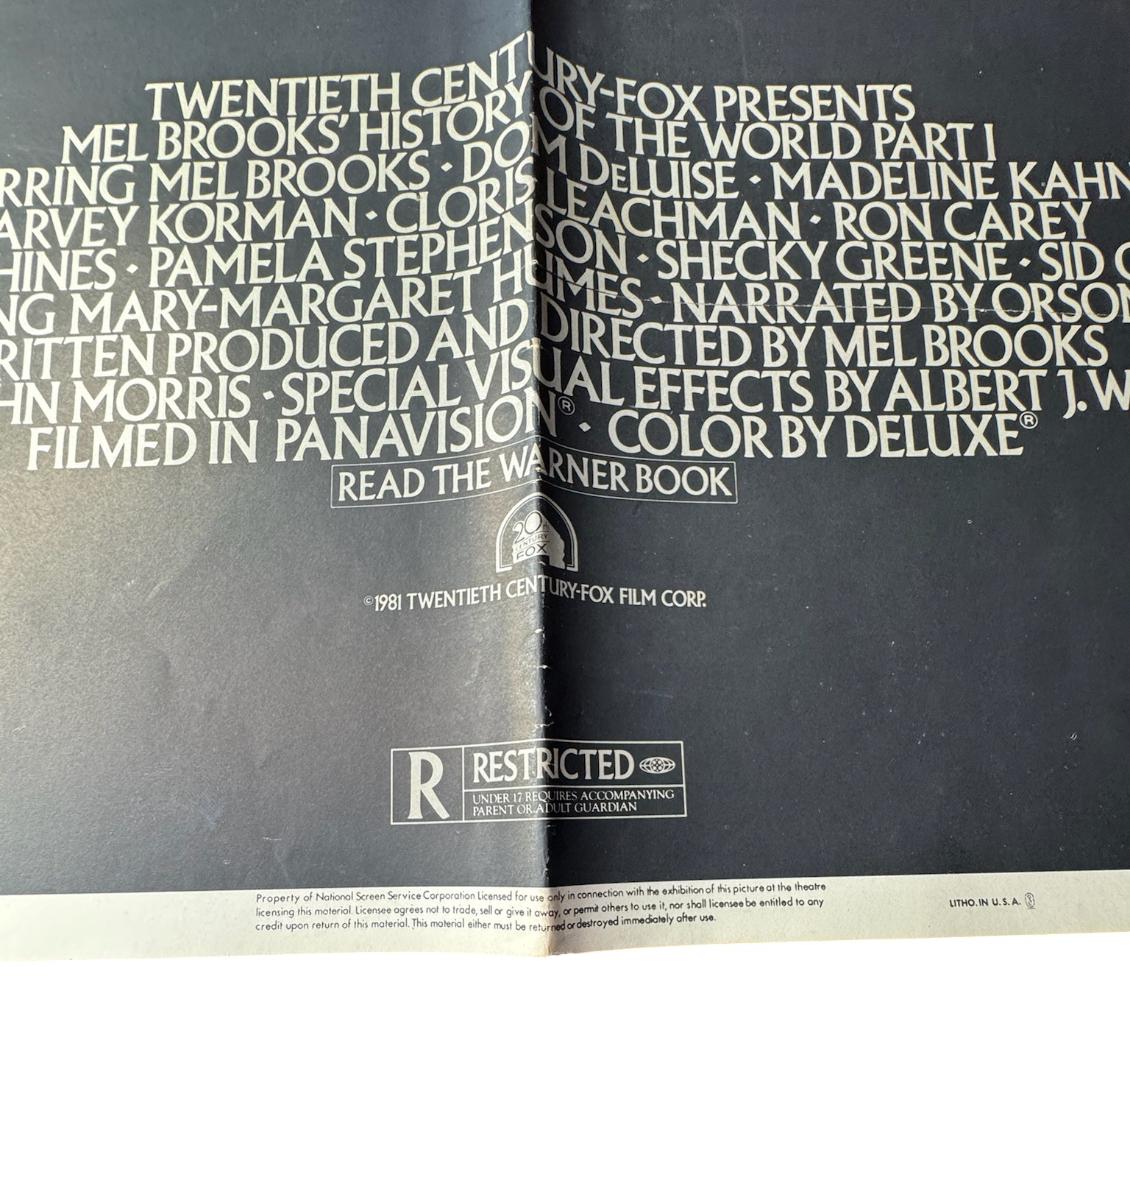 TWENTIETH CENTURY-FOX PRESENTS
MEL BROOKS' HISTORY OF THE WORLD PART I
RRING MEL BROOKS · DOM DeLUISE · MADELINE KAHN
ARVEY KORMAN · CLORIS LEACHMAN · RON CAREY
HINES · PAMELA STEPHENSON · SHECKY GREENE · SID C
NG MARY-MARGARET HUMES · NARRATED BY ORSON
RITTEN PRODUCED AND DIRECTED BY MEL BROOKS
HN MORRIS · SPECIAL VISUAL EFFECTS BY ALBERT J. W
FILMED IN PANAVISION® · COLOR BY DELUXE®
READ THE WARNER BOOK
20th
CENTURY
FOX
©1981 TWENTIETH CENTURY-FOX FILM CORP.
R RESTRICTED
UNDER 17 REQUIRES ACCOMPANYING
PARENT OR ADULT GUARDIAN
Property of National Screen Service Corporation Licensed for use only in connection with the exhibition of this picture at the theatre
licensing this material. Licensee agrees not to trade, sell or give it away, or permit others to use it, nor shall licensee be entitled to any
credit upon return of this material. This material either must be returned or destroyed immediately after use.
LITHO. IN U.S.A.